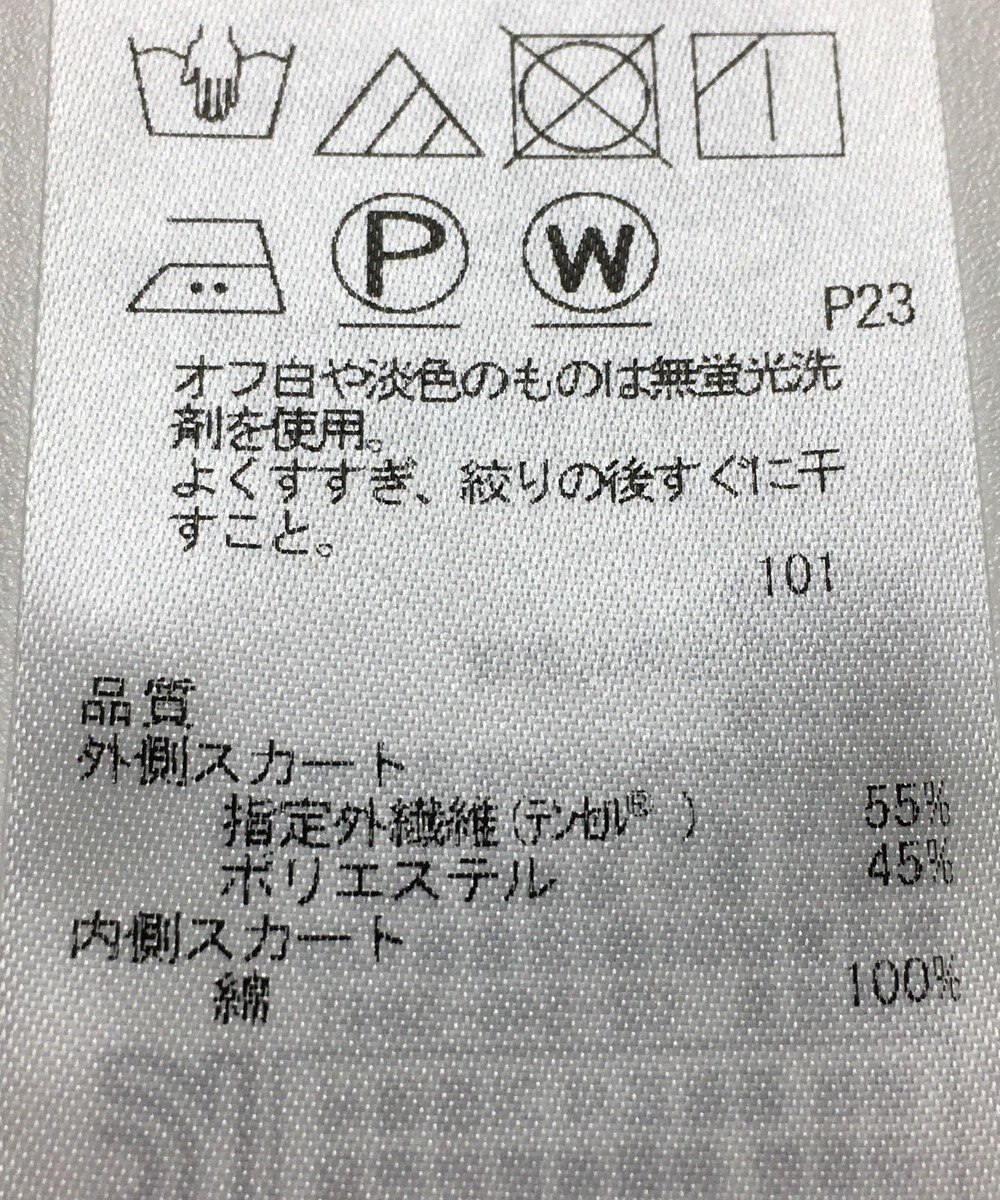 P
W
P23
オフ白や淡色のものは無蛍光洗
剤を使用。
よくすすぎ、絞りの後すぐに干
すこと。
101
品質
外側スカート
指定外繊維(テンセル® ) 55%
ポリエステル 45%
内側スカート
綿 100%